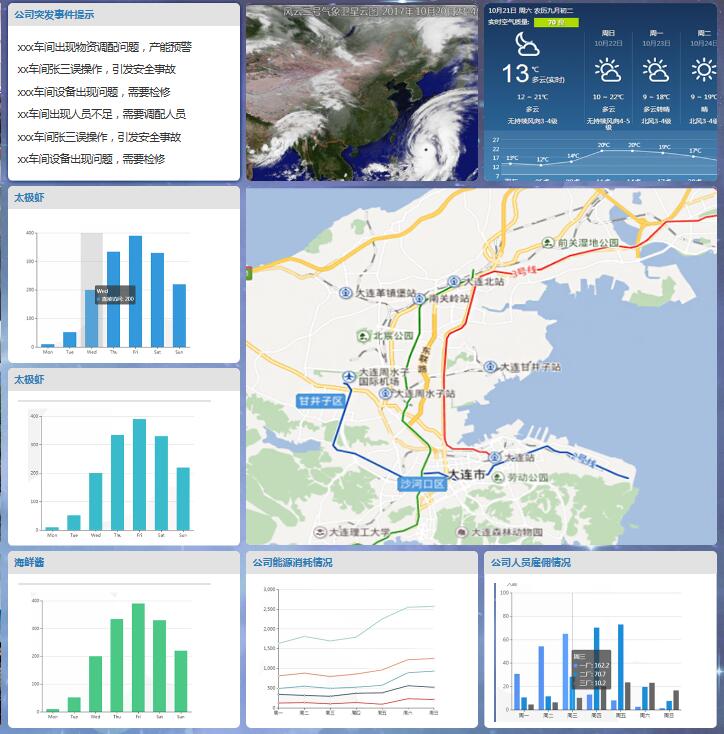 公司突发事件提示
xxx车间出现物资调配问题，产能预警
xx车间张三误操作，引发安全事故
xxx车间设备出现问题，需要检修
xx车间出现人员不足，需要调配人员
xxx车间张三误操作，引发安全事故
xx车间设备出现问题，需要检修
风云三号气象卫星云图 2017年10月20日23:4
10月21日 周六 农历九月初二
实时空气质量:
周日
周一
周二
10月22日
10月23日
10月24日
13
℃
多云(实时)
12 ~ 21℃
10 ~ 22℃
9 ~ 18℃
9 ~ 19℃
多云
多云
多云转晴
晴
无持续风向3-4级
无持续风向4-5级
北风3-4级
北风3-4
27
22
17
12
7
13℃
12℃
14℃
20℃
20℃
19℃
17℃
太极虾
400
300
200
100
0
Wed
直接访问: 200
Mon Tue Wed Thu Fri Sat Sun
前关湿地公园
3号线
大连北站
大连革镇堡站
南关岭站
北宸公园
东联路
大连周水子
国际机场
大连甘井子站
甘井子区
大连周水子站
大连站
2号线
大连市
劳动公园
沙河口区
大连理工大学
大连森林动物园
太极虾
400
300
200
100
0
Mon Tue Wed Thu Fri Sat Sun
海鲜酱
400
300
200
100
0
Mon Tue Wed Thu Fri Sat Sun
公司能源消耗情况
3,000
2,500
2,000
1,500
1,000
500
0
周一 周二 周三 周四 周五 周六 周日
公司人员雇佣情况
100
80
60
40
20
0
周三
一厂: 162.2
二厂: 70.7
三厂: 10.2
周一 周二 周三 周四 周五 周六 周日